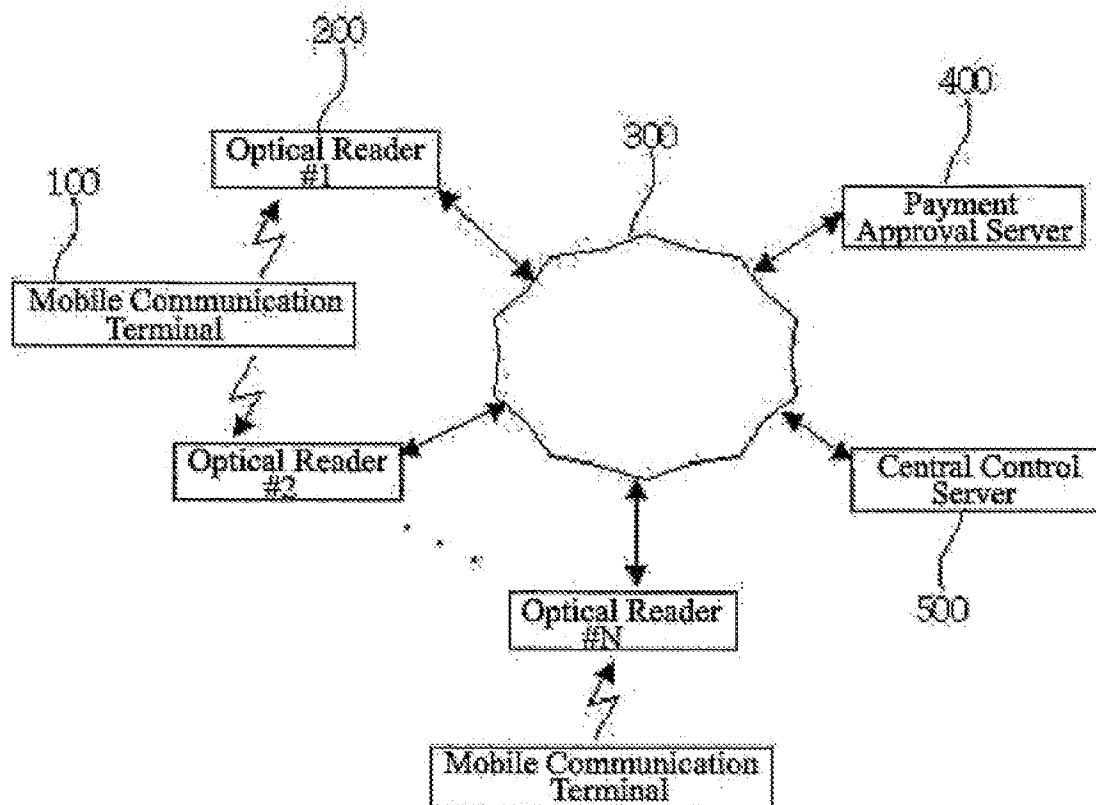 200
400
Optical Reader
#1
300
100
Payment
Approval Server
Mobile Communication
Terminal
Optical Reader
#2
Central Control
Server
500
Optical Reader
#N
Mobile Communication
Terminal